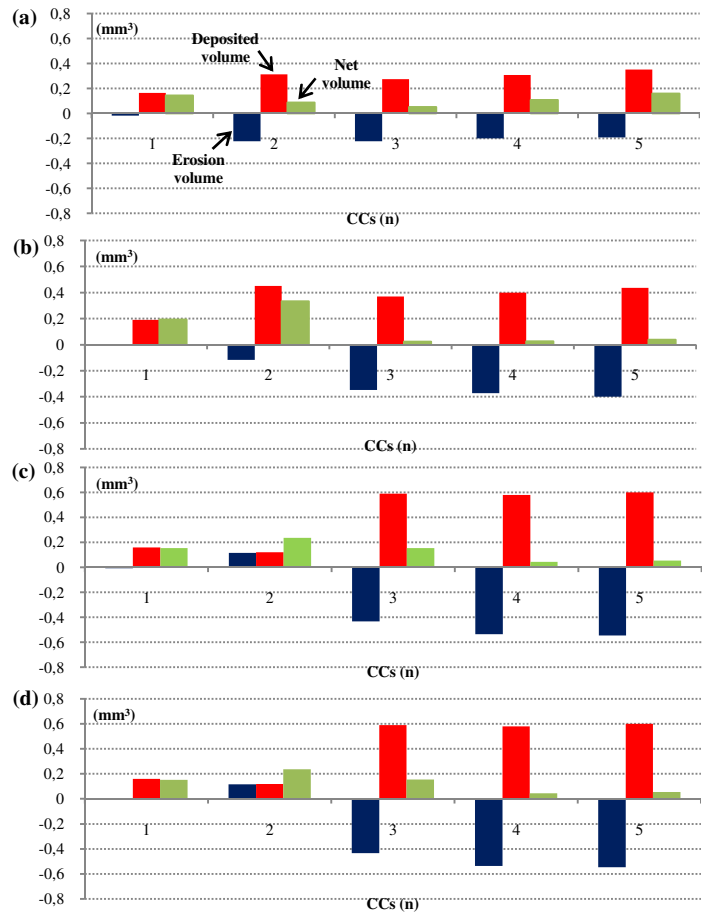 (a)
(mm³)
0,8
0,6
0,4
0,2
0
-0,2
-0,4
-0,6
-0,8
Deposited
volume
Net
volume
Erosion
volume
1 2 3 4 5
CCs (n)
(b)
(mm³)
0,8
0,6
0,4
0,2
0
-0,2
-0,4
-0,6
-0,8
1 2 3 4 5
CCs (n)
(c)
(mm³)
0,8
0,6
0,4
0,2
0
-0,2
-0,4
-0,6
-0,8
1 2 3 4 5
CCs (n)
(d)
(mm³)
0,8
0,6
0,4
0,2
0
-0,2
-0,4
-0,6
-0,8
1 2 3 4 5
CCs (n)